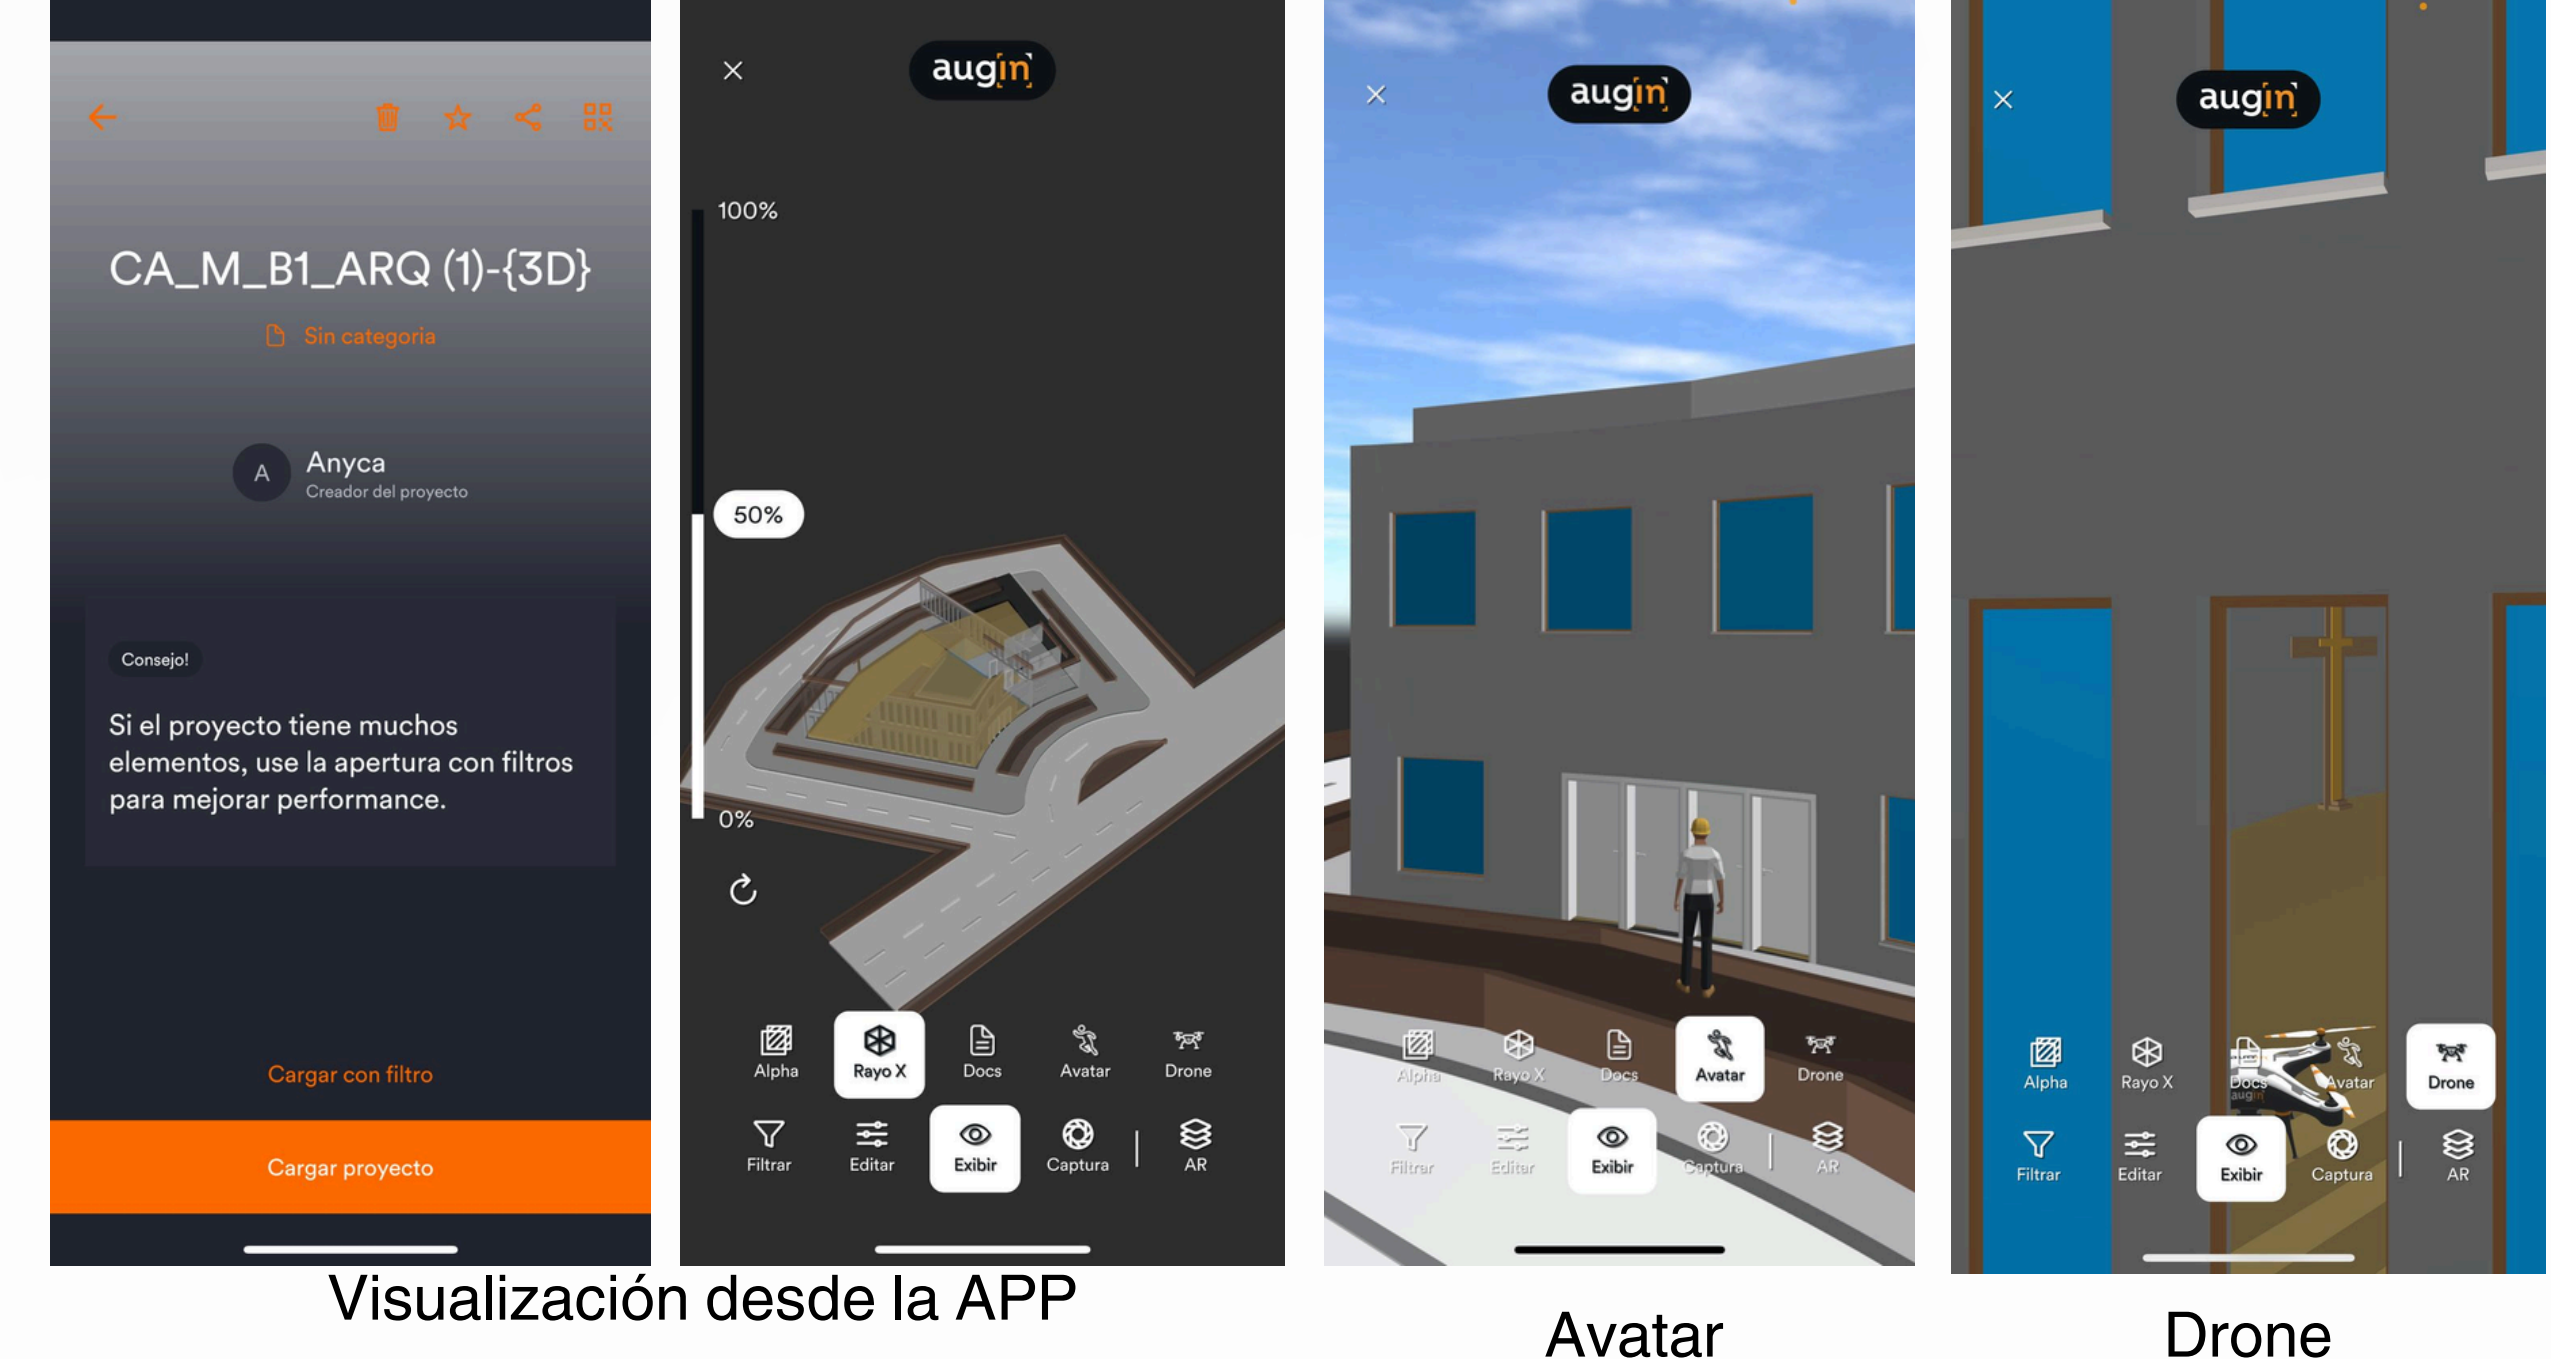 CA_M_B1_ARQ (1)-{3D}
Sin categoria
A
Anyca
Creador del proyecto
Consejo!
Si el proyecto tiene muchos
elementos, use la apertura con filtros
para mejorar performance.
Cargar con filtro
Cargar proyecto
augin
100%
50%
0%
Alpha Rayo X Docs Avatar Drone
Filtrar Editar Exibir Captura AR
Visualización desde la APP
augin
Alpha Rayo X Docs Avatar Drone
Filtrar Editar Exibir Captura AR
Avatar
augin
Alpha Rayo X Docs Avatar Drone
augin
Filtrar Editar Exibir Captura AR
Drone